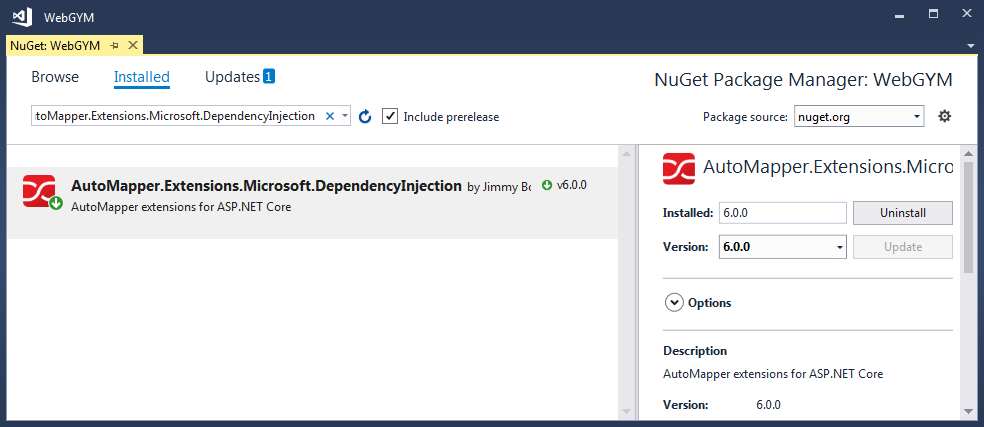 WebGYM
NuGet: WebGYM
Browse Installed Updates 1
NuGet Package Manager: WebGYM
toMapper.Extensions.Microsoft.DependencyInjection
Include prerelease
Package source: nuget.org
AutoMapper.Extensions.Microsoft.DependencyInjection by Jimmy Bo v6.0.0
AutoMapper extensions for ASP.NET Core
AutoMapper.Extensions.Micro
Installed: 6.0.0 Uninstall
Version: 6.0.0 Update
Options
Description
AutoMapper extensions for ASP.NET Core
Version: 6.0.0